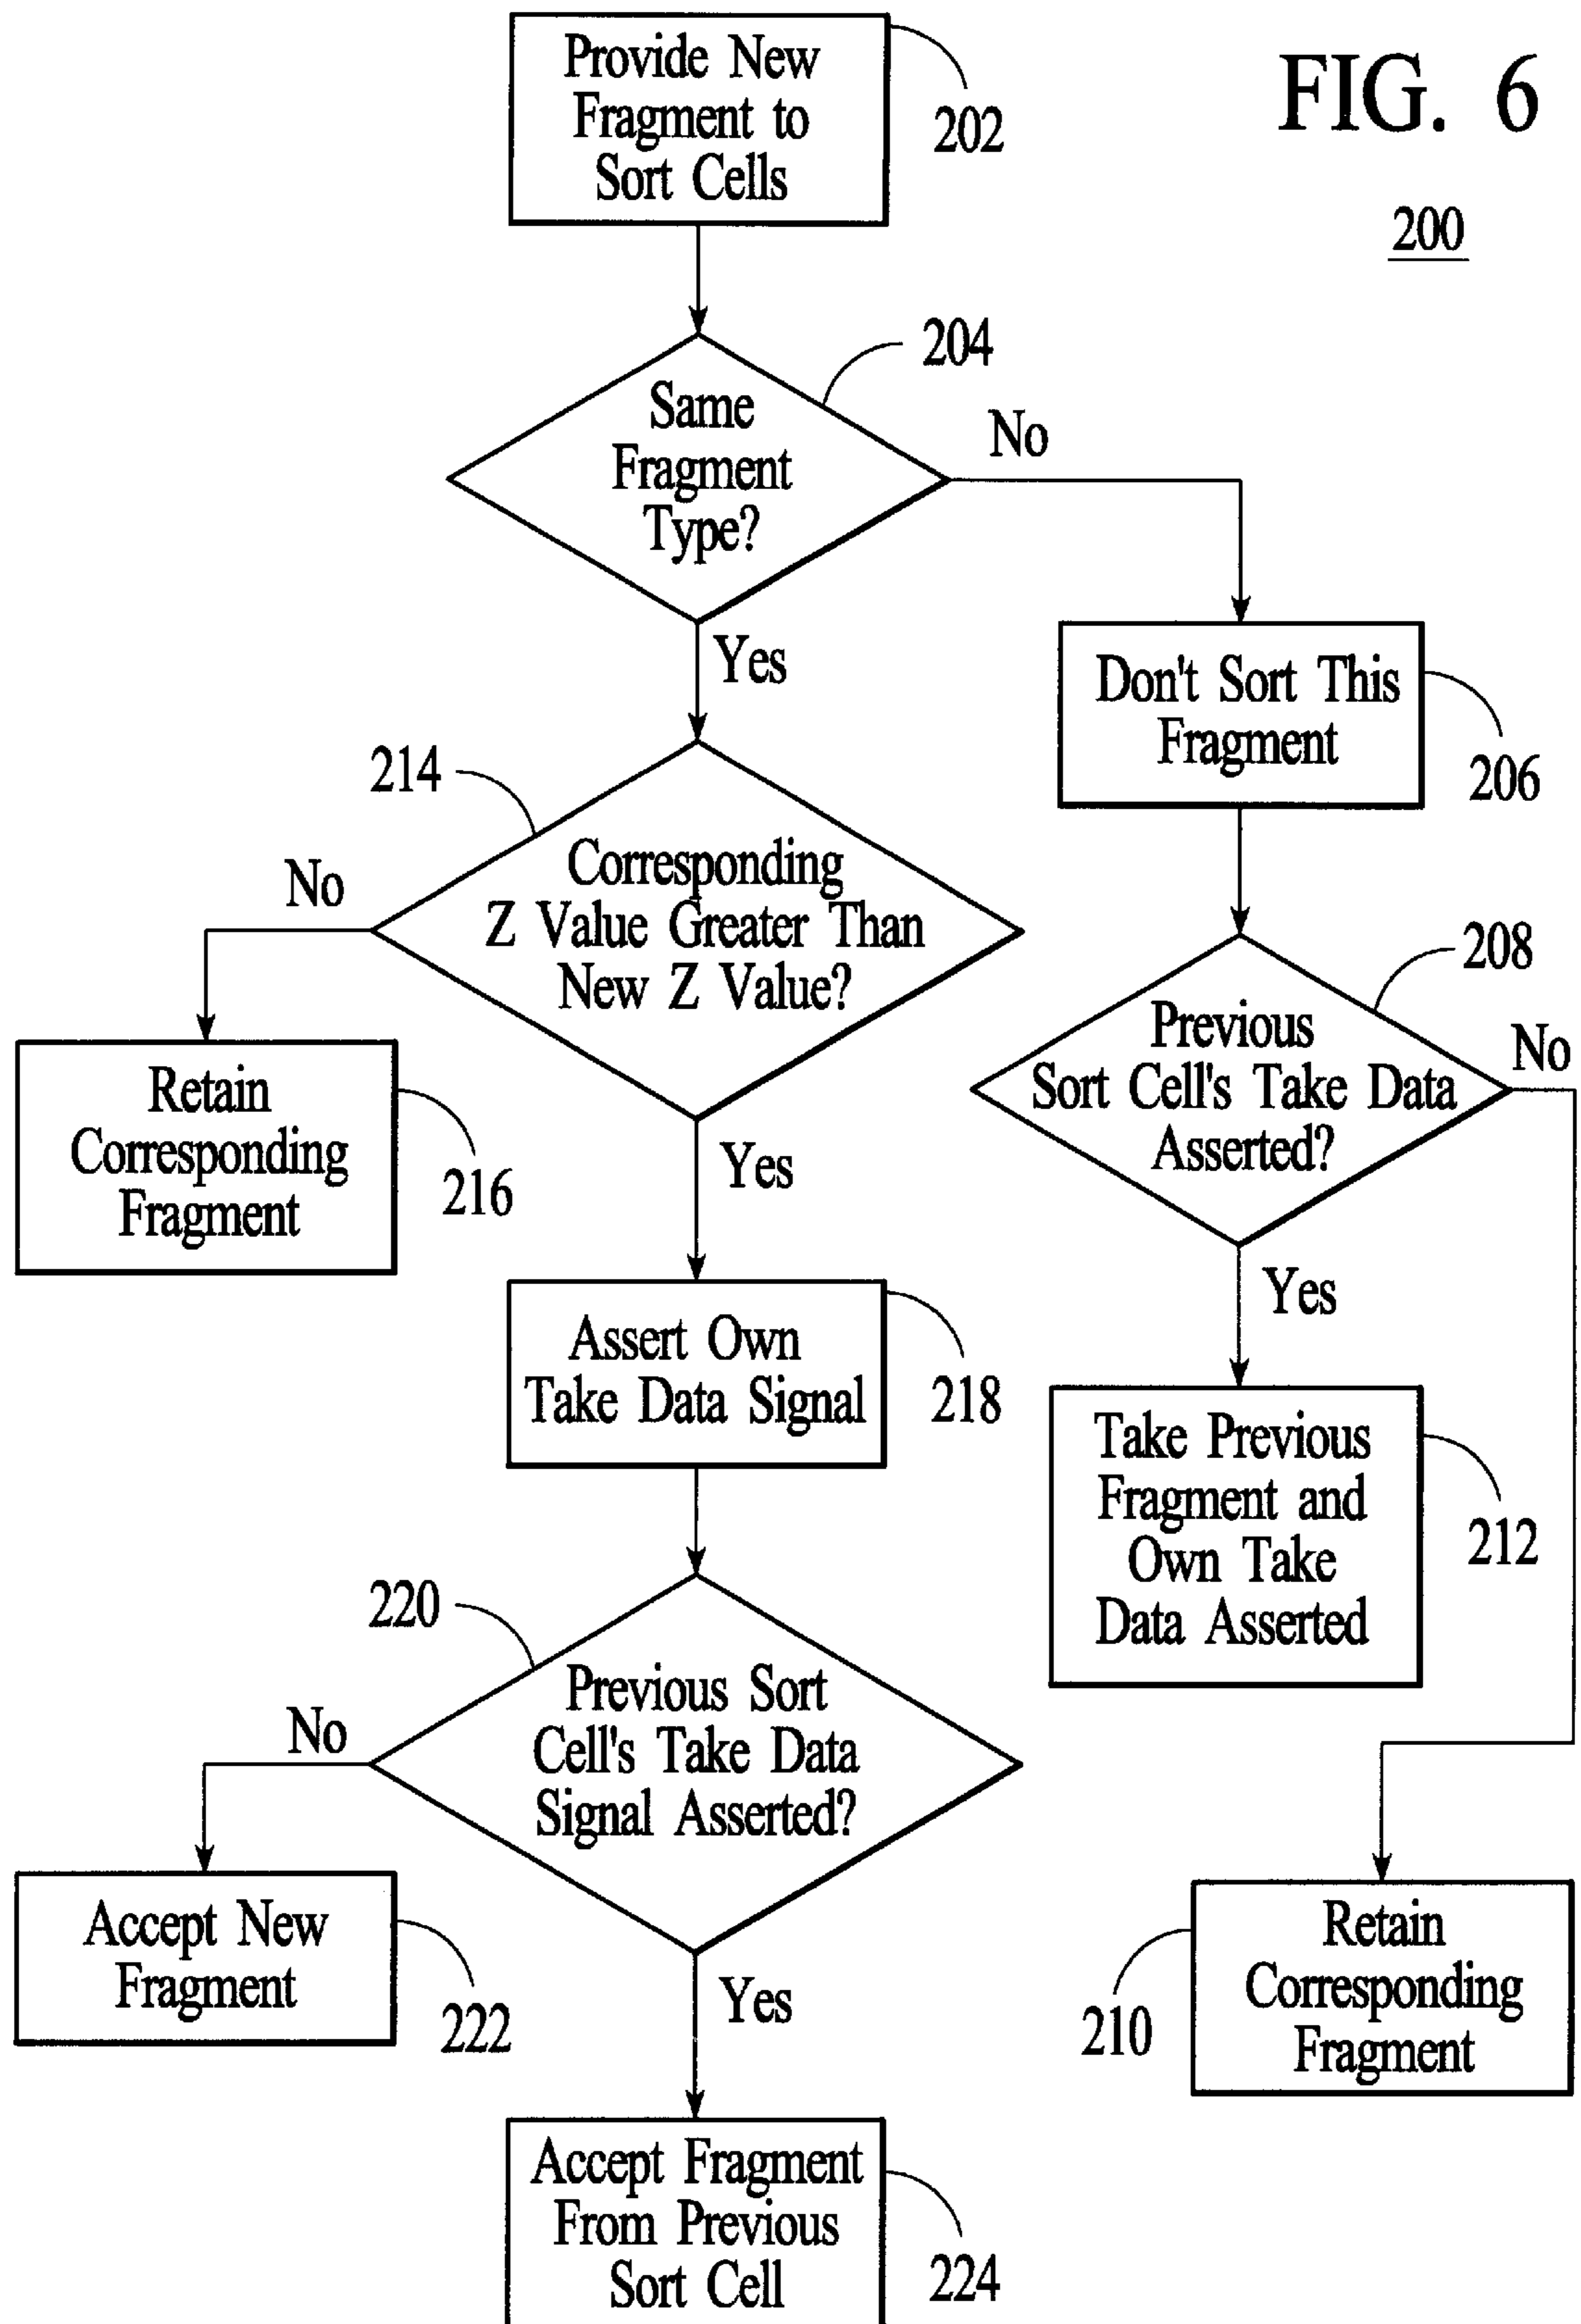 FIG. 6
200
Provide New
Fragment to
Sort Cells
202
204
Same
Fragment
Type?
No
Yes
Don't Sort This
Fragment
206
214
Corresponding
Z Value Greater Than
New Z Value?
No
Yes
208
Previous
Sort Cell's Take Data
Asserted?
No
Yes
Retain
Corresponding
Fragment
216
Assert Own
Take Data Signal
218
Take Previous
Fragment and
Own Take
Data Asserted
212
220
Previous Sort
Cell's Take Data
Signal Asserted?
No
Yes
Accept New
Fragment
222
210
Retain
Corresponding
Fragment
Accept Fragment
From Previous
Sort Cell
224